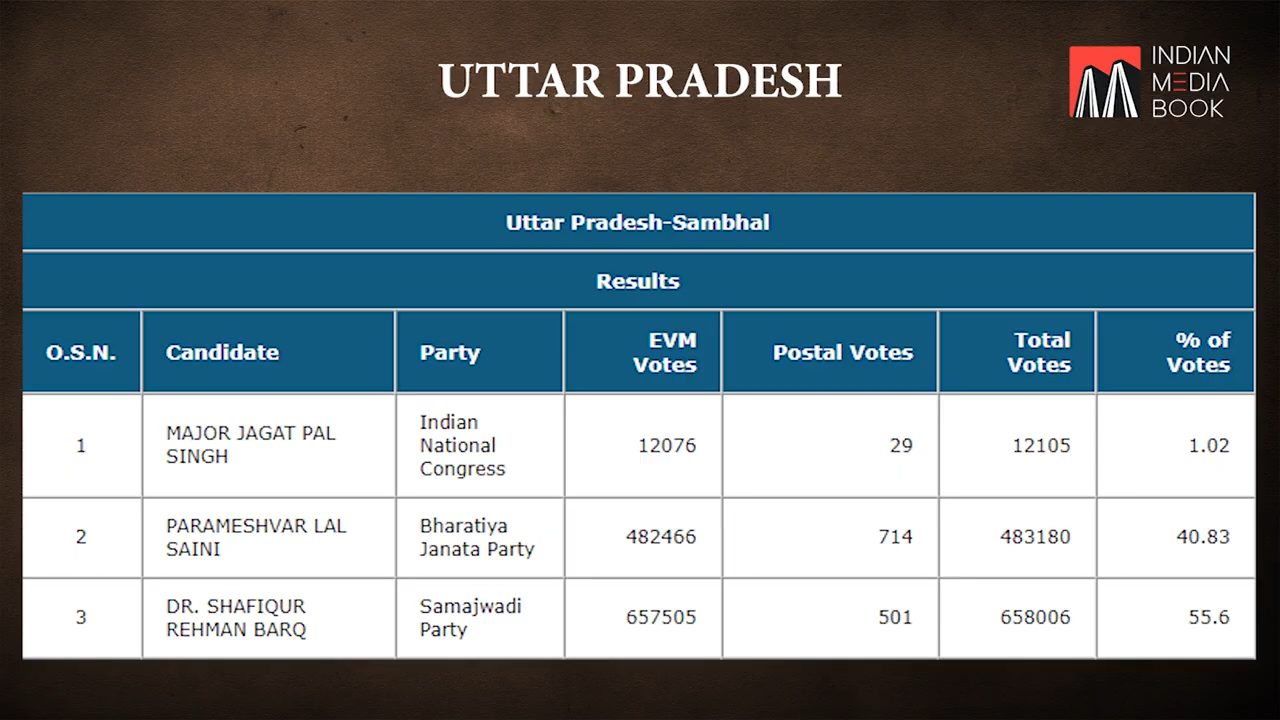 UTTAR PRADESH
INDIAN
MEDIA
BOOK
Uttar Pradesh-Sambhal
Results
O.S.N. Candidate Party EVM Votes Postal Votes Total Votes % of Votes
1 MAJOR JAGAT PAL SINGH Indian National Congress 12076 29 12105 1.02
2 PARAMESHVAR LAL SAINI Bharatiya Janata Party 482466 714 483180 40.83
3 DR. SHAFIQUR REHMAN BARQ Samajwadi Party 657505 501 658006 55.6